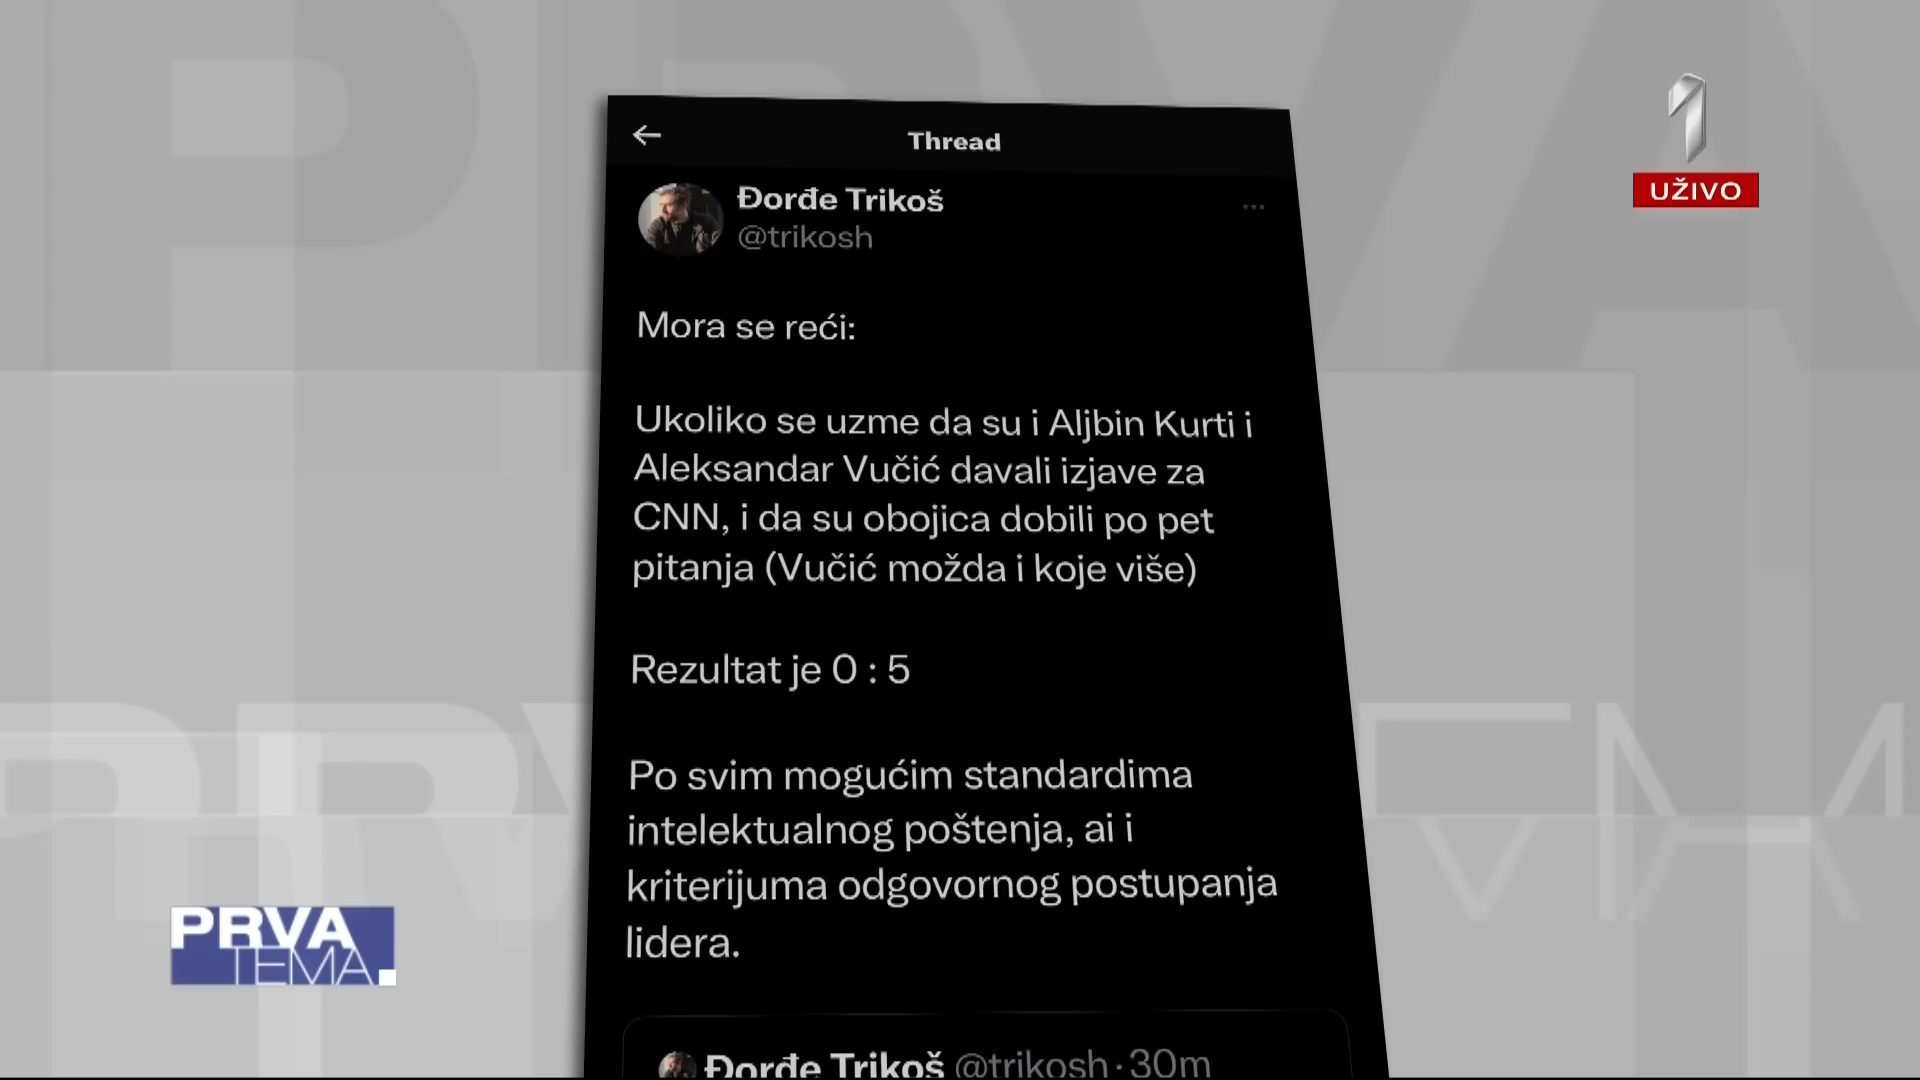 1
UŽIVO
Thread
Đorđe Trikoš
@trikosh
...
Mora se reći:
Ukoliko se uzme da su i Aljbin Kurti i
Aleksandar Vučić davali izjave za
CNN, i da su obojica dobili po pet
pitanja (Vučić možda i koje više)
Rezultat je 0 : 5
Po svim mogućim standardima
intelektualnog poštenja, ai i
kriterijuma odgovornog postupanja
lidera.
Đorđe Trikoš @trikosh · 30m
PRVA
TEMA.